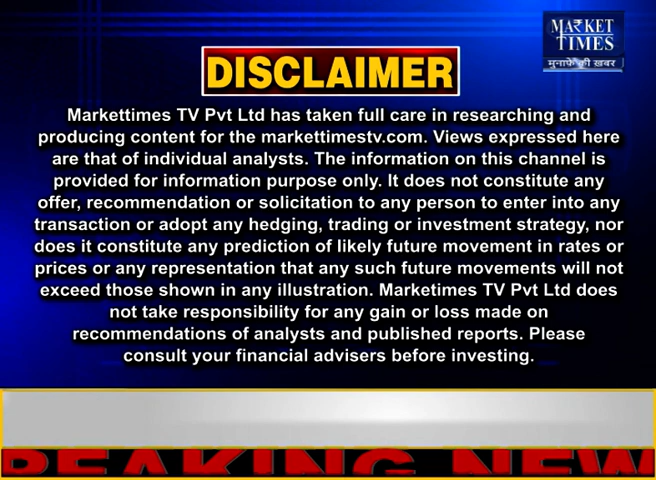 MARKET
TIMES
मुनाफे की ख़बर
DISCLAIMER
Markettimes TV Pvt Ltd has taken full care in researching and
producing content for the markettimestv.com. Views expressed here
are that of individual analysts. The information on this channel is
provided for information purpose only. It does not constitute any
offer, recommendation or solicitation to any person to enter into any
transaction or adopt any hedging, trading or investment strategy, nor
does it constitute any prediction of likely future movement in rates or
prices or any representation that any such future movements will not
exceed those shown in any illustration. Marketimes TV Pvt Ltd does
not take responsibility for any gain or loss made on
recommendations of analysts and published reports. Please
consult your financial advisers before investing.
BREAKING NEW